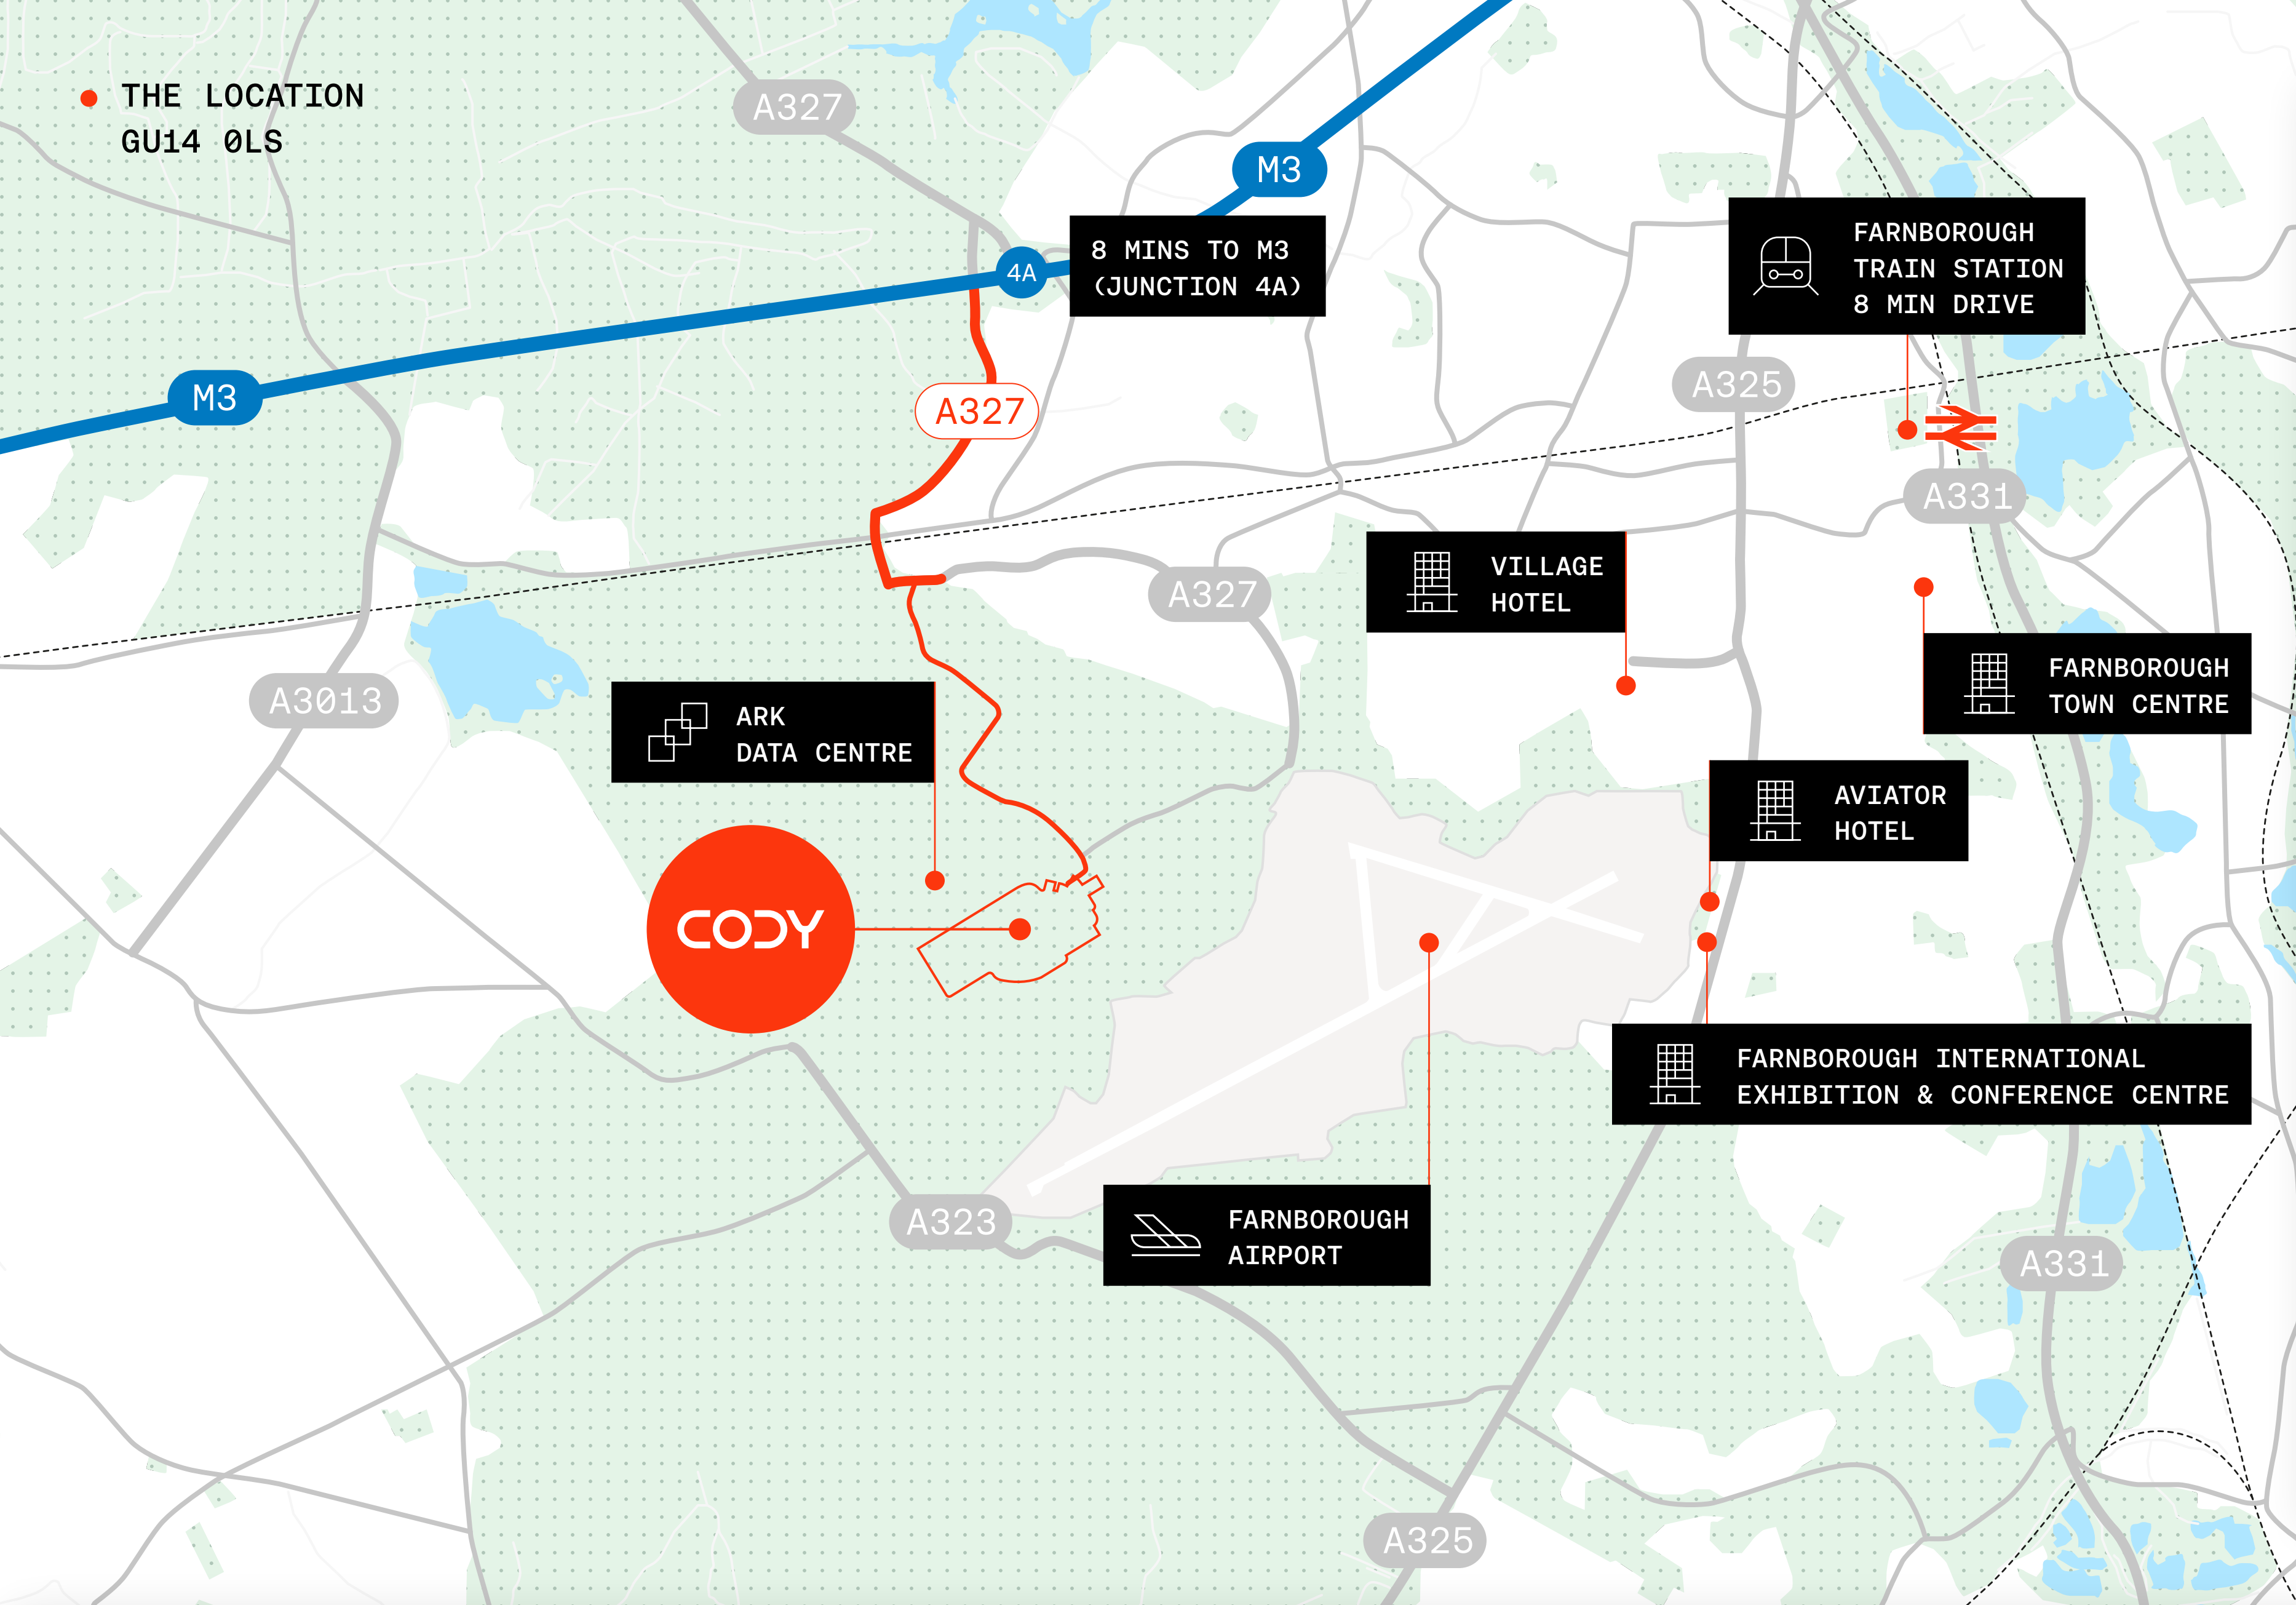 THE LOCATION
GU14 0LS
A327
M3
4A
8 MINS TO M3
(JUNCTION 4A)
FARNBOROUGH
TRAIN STATION
8 MIN DRIVE
M3
A327
A325
A331
A327
VILLAGE
HOTEL
FARNBOROUGH
TOWN CENTRE
A3013
ARK
DATA CENTRE
AVIATOR
HOTEL
CODY
FARNBOROUGH INTERNATIONAL
EXHIBITION & CONFERENCE CENTRE
A323
FARNBOROUGH
AIRPORT
A331
A325